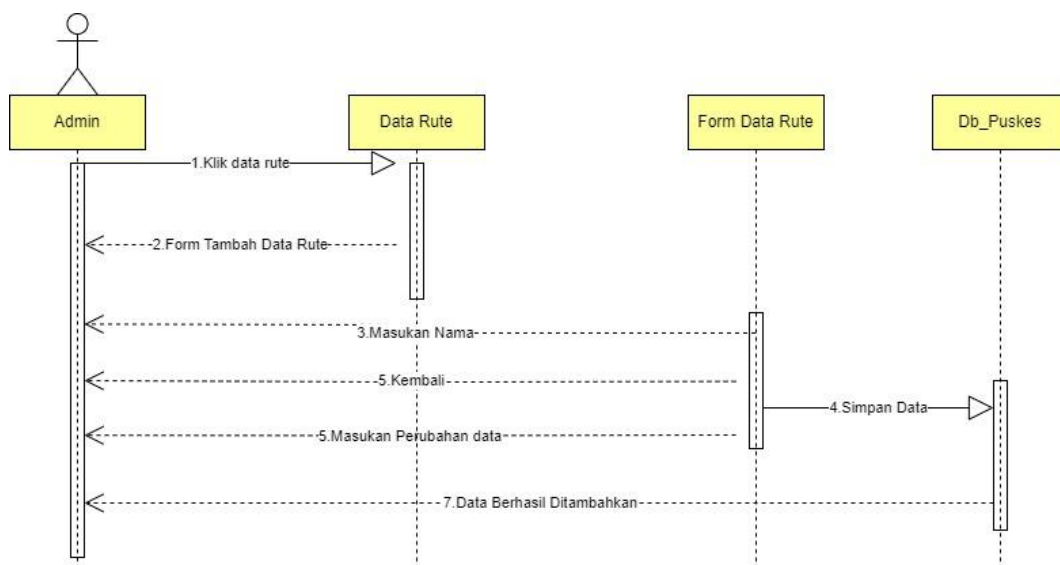 Admin
Data Rute
Form Data Rute
Db_Puskes
1.Klik data rute
2.Form Tambah Data Rute
3.Masukan Nama
5.Kembali
4.Simpan Data
5.Masukan Perubahan data
7.Data Berhasil Ditambahkan